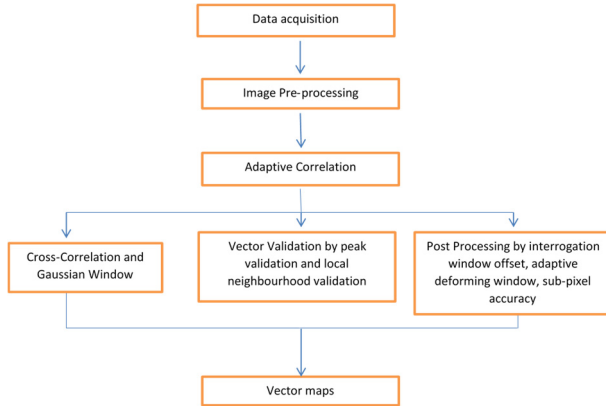 Data acquisition
Image Pre-processing
Adaptive Correlation
Cross-Correlation and
Gaussian Window
Vector Validation by peak
validation and local
neighbourhood validation
Post Processing by interrogation
window offset, adaptive
deforming window, sub-pixel
accuracy
Vector maps